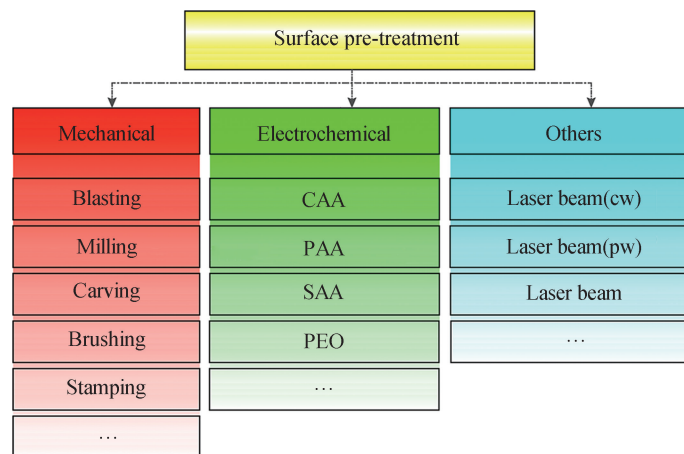 Surface pre-treatment
Mechanical
Electrochemical
Others
Blasting
CAA
Laser beam(cw)
Milling
PAA
Laser beam(pw)
Carving
SAA
Laser beam
Brushing
PEO
…
Stamping
…
…